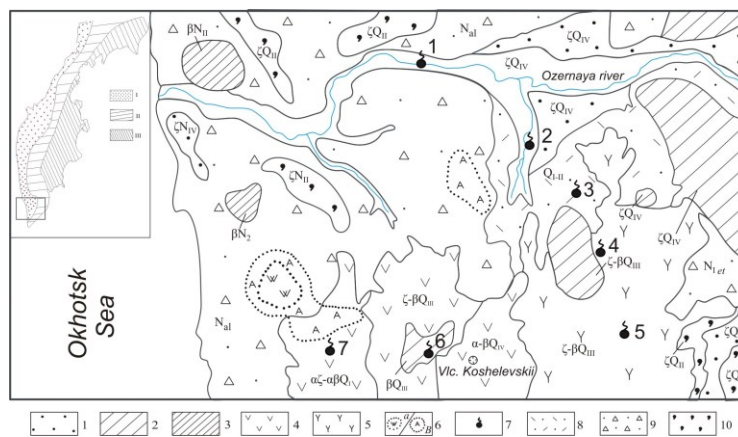 βN_II
ζQ_II
ζQ_II
N_al
ζQ_IV
1
ζQ_IV
Ozernaya river
I
II
III
ζQ_IV
ζN_IV
2
A
A
A
Y
Q_I-II
3
ζN_II
ζQ_IV
βN_2
Y
Y
4
ζQ_IV
ζ-βQ_III
Okhotsk
Sea
A
A
W
W
A
A
A
N_al
ζ-βQ_III
N_1et
α-βQ_IV
5
7
6
ζ-βQ_III
ζQ_II
αζ-αβQ_I
βQ_III
Vlc. Koshelevskii
1
2
3
4
5
a
W
A
B
6
7
8
9
10